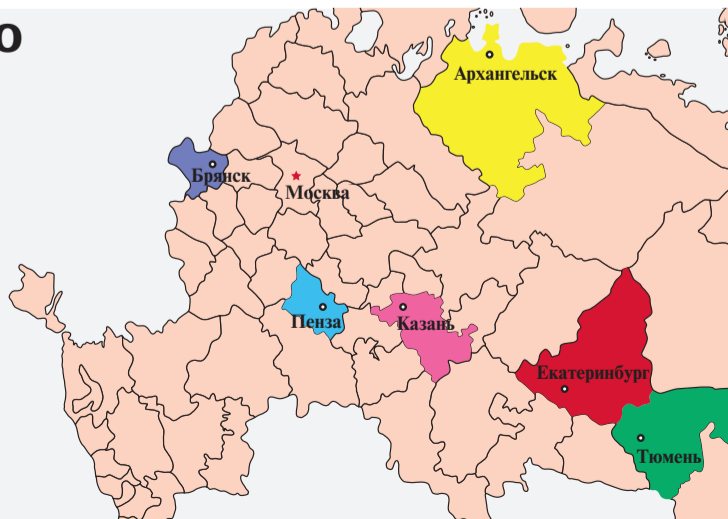 о
Архангельск
Брянск
Москва
Пенза
Казань
Екатеринбург
Тюмень